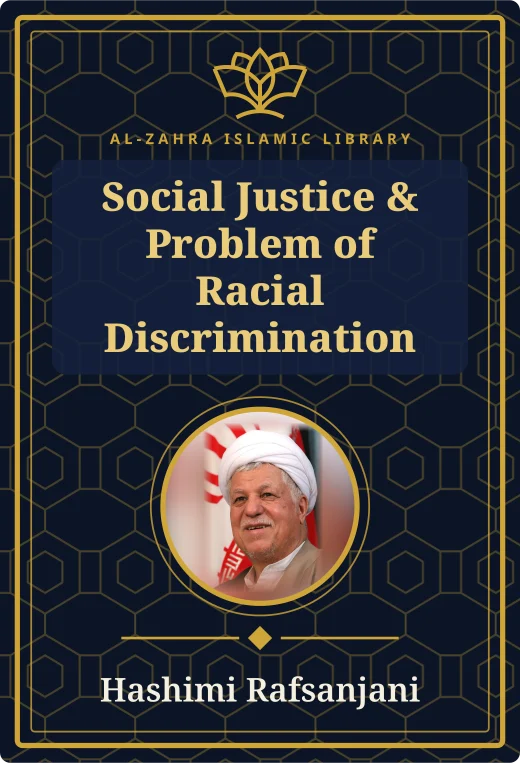 AL-ZAHRA ISLAMIC LIBRARY
Social Justice &
Problem of
Racial
Discrimination
Hashimi Rafsanjani